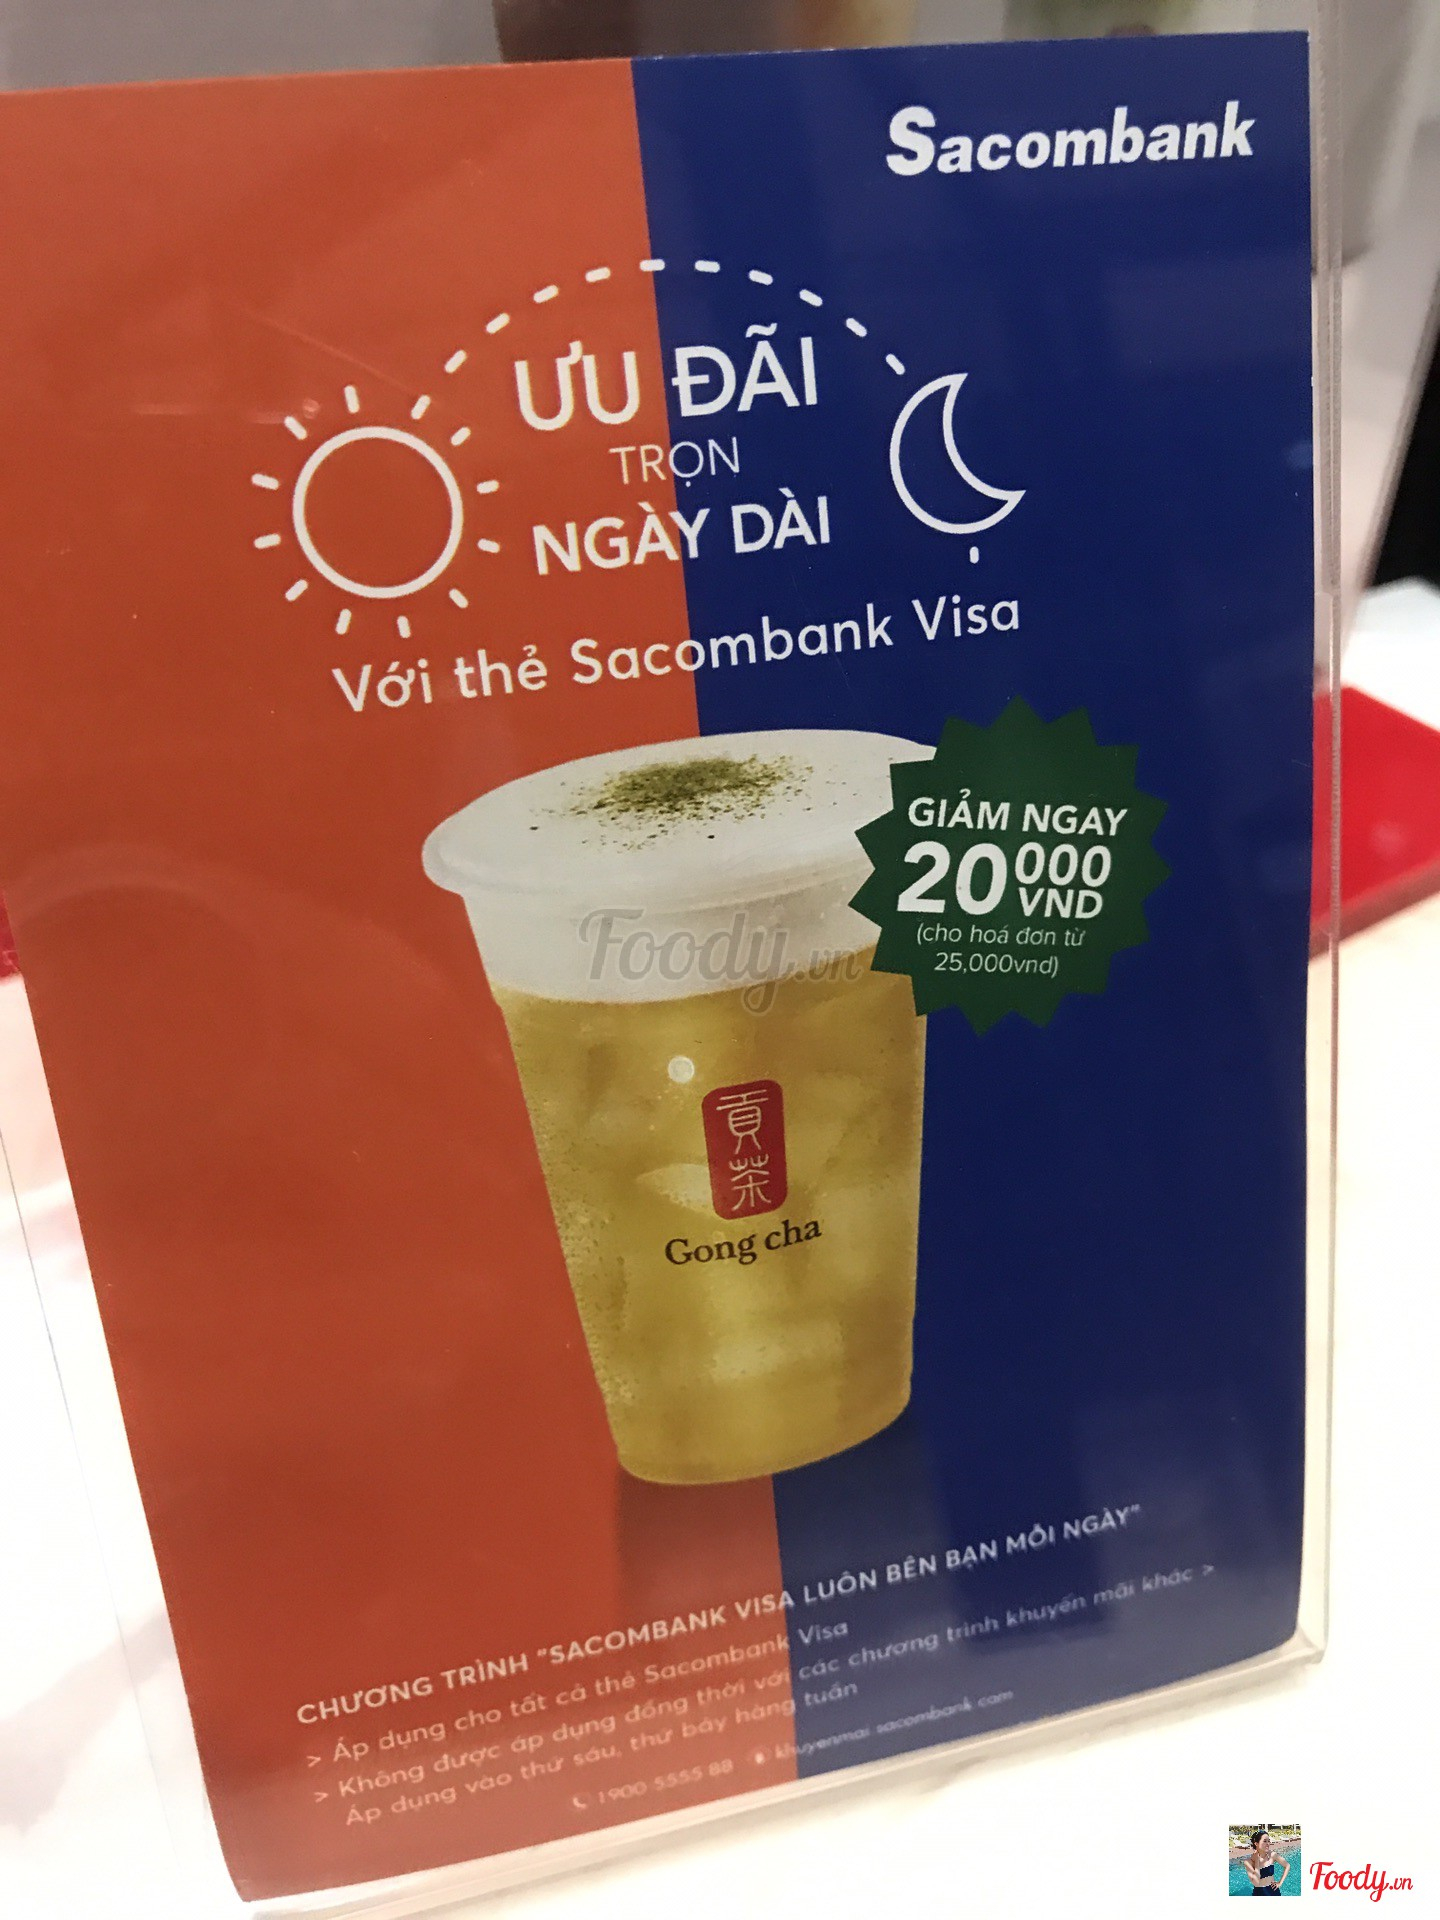 Sacombank
ƯU ĐÃI
TRỌN
NGÀY DÀI
Với thẻ Sacombank Visa
GIẢM NGAY
20 000
VND
(cho hoá đơn từ
25,000vnd)
Foody.vn
貢
茶
Gong cha
CHƯƠNG TRÌNH "SACOMBANK VISA LUÔN BÊN BẠN MỖI NGÀY"
> Áp dụng cho tất cả thẻ Sacombank Visa
> Không được áp dụng đồng thời với các chương trình khuyến mãi khác >
Áp dụng vào thứ sáu, thứ bảy hàng tuần
1900 5555 88 khuyenmai.sacombank.com
Foody.vn